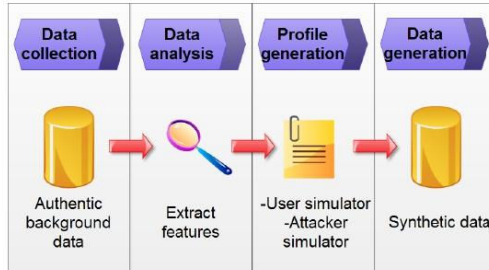 Data
collection
Data
analysis
Profile
generation
Data
generation
Authentic
background
data
Extract
features
-User simulator
-Attacker
simulator
Synthetic data